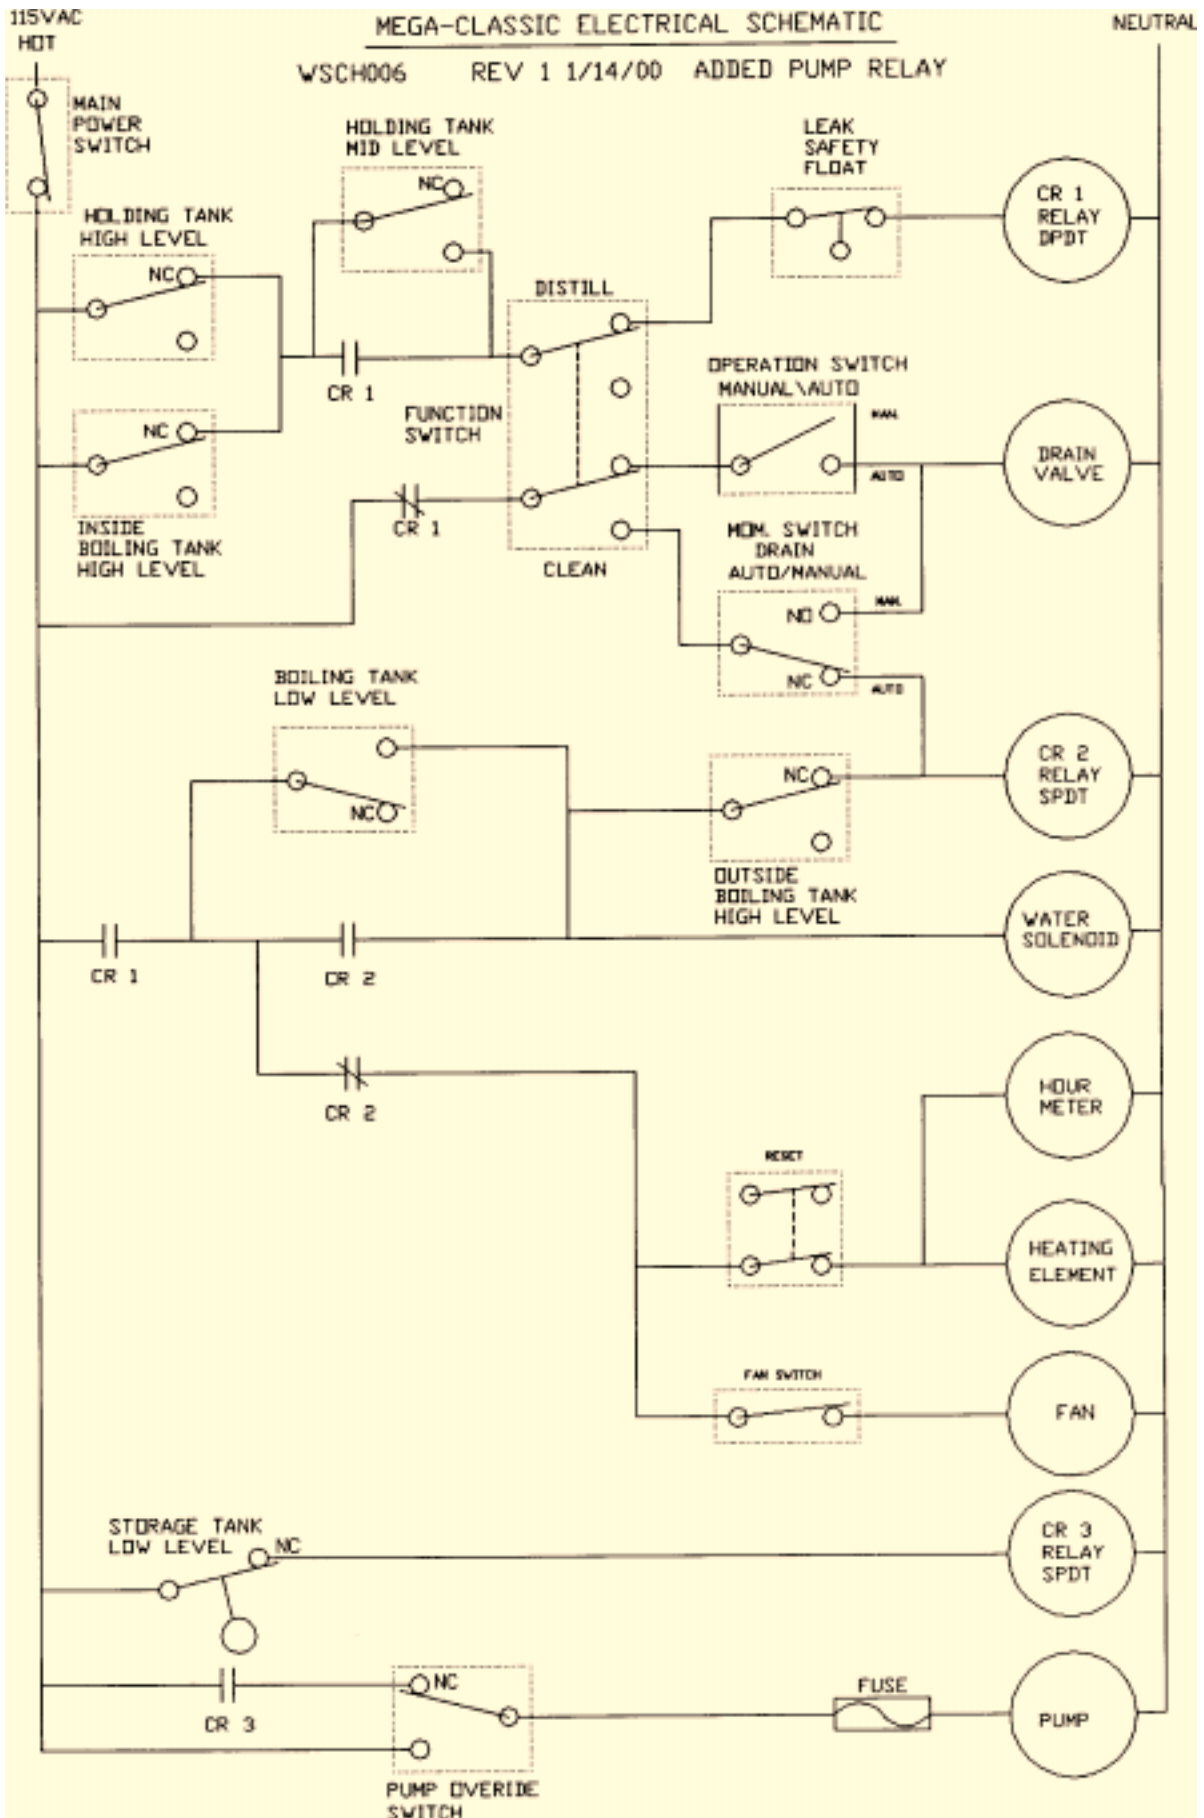 115VAC
HOT
MEGA-CLASSIC ELECTRICAL SCHEMATIC
NEUTRAL
WSCH006 REV 1 1/14/00 ADDED PUMP RELAY
MAIN
POWER
SWITCH
HOLDING TANK
MID LEVEL
NC
LEAK
SAFETY
FLOAT
CR 1
RELAY
DPDT
HOLDING TANK
HIGH LEVEL
NC
CR 1
DISTILL
FUNCTION
SWITCH
CLEAN
OPERATION SWITCH
MANUAL\AUTO
MAN.
AUTO
DRAIN
VALVE
NC
INSIDE
BOILING TANK
HIGH LEVEL
CR 1
MOM. SWITCH
DRAIN
AUTO/MANUAL
NO
MAN.
NC
AUTO
BOILING TANK
LOW LEVEL
NC
NC
OUTSIDE
BOILING TANK
HIGH LEVEL
CR 2
RELAY
SPDT
CR 1
CR 2
WATER
SOLENOID
CR 2
HOUR
METER
RESET
HEATING
ELEMENT
FAN SWITCH
FAN
STORAGE TANK
LOW LEVEL
NC
CR 3
RELAY
SPDT
CR 3
NC
PUMP OVERIDE
SWITCH
FUSE
PUMP